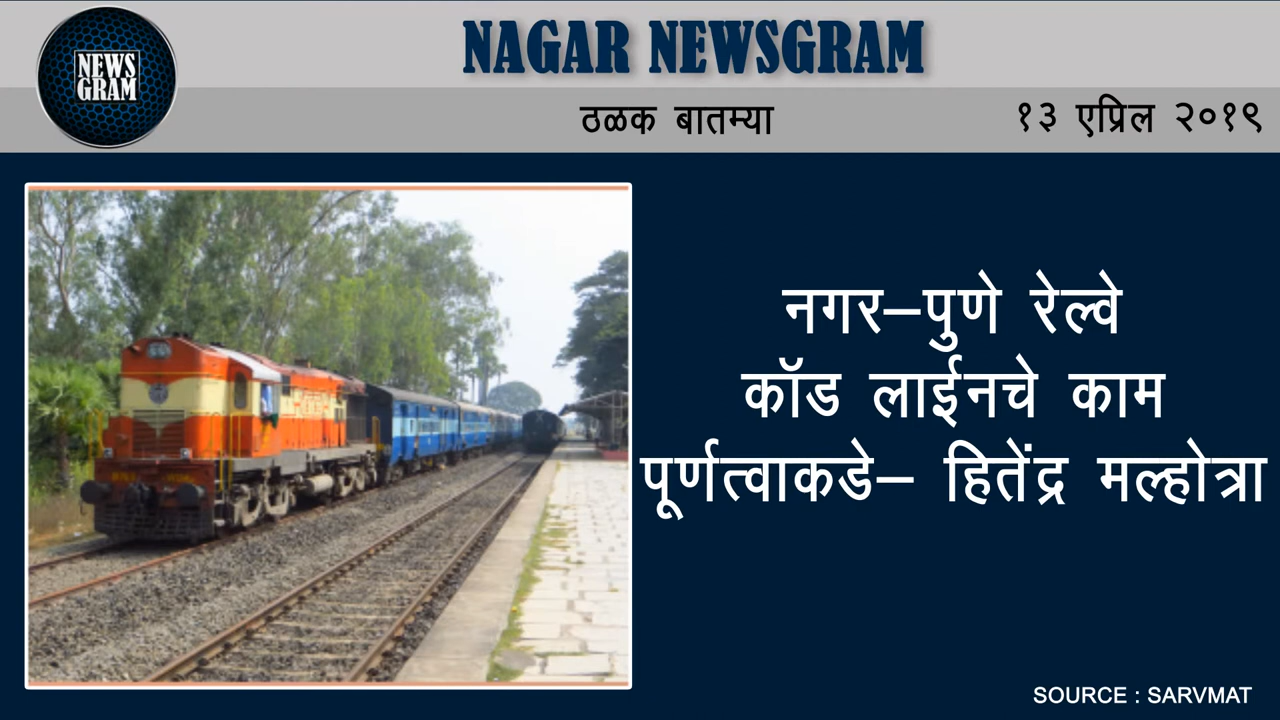 NEWS
GRAM
NAGAR NEWSGRAM
ठळक बातम्या
१३ एप्रिल २०१९
नगर–पुणे रेल्वे
कॉड लाईनचे काम
पूर्णत्वाकडे– हितेंद्र मल्होत्रा
SOURCE : SARVMAT